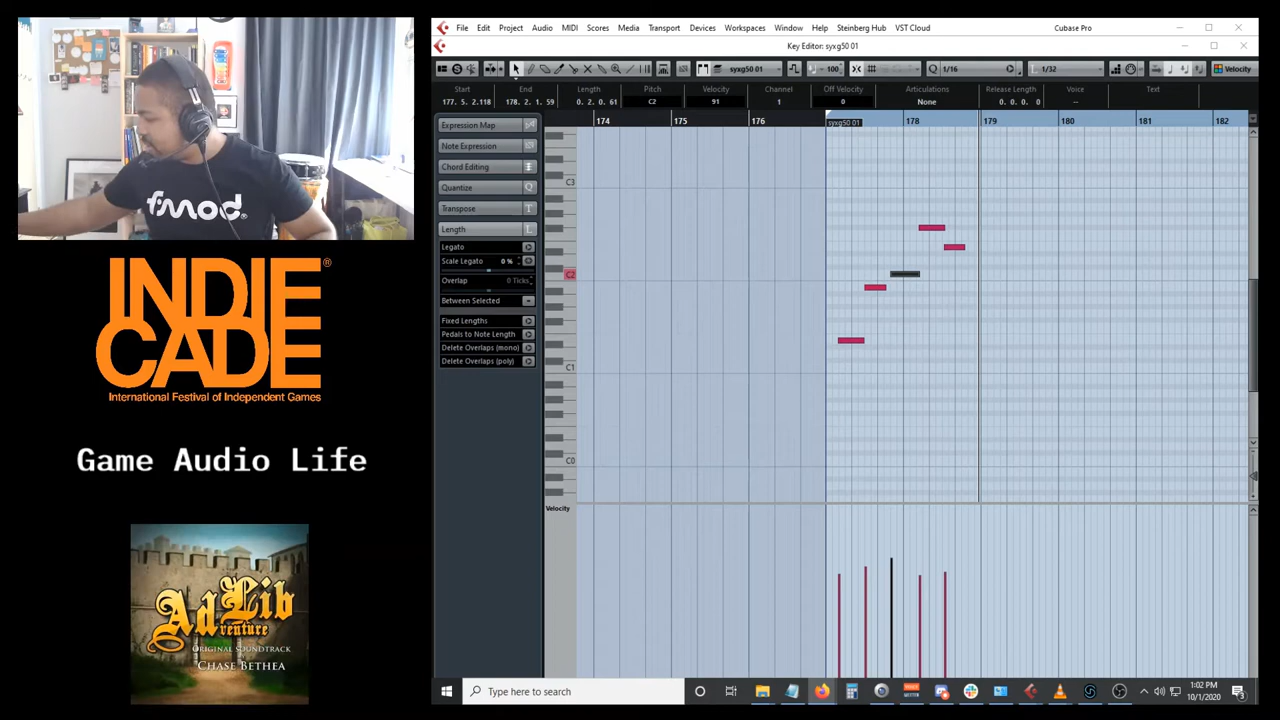 fmod®
INDIE
CADE®
International Festival of Independent Games
Game Audio Life
AdLib
venture
ORIGINAL SOUNDTRACK
BY
CHASE BETHEA
File Edit Project Audio MIDI Scores Media Transport Devices Workspaces Window Help Steinberg Hub VST Cloud Cubase Pro
Key Editor: syxg50 01
syxg50 01 100 Q 1/16 1/32 Velocity
Start End Length Pitch Velocity Channel Off Velocity Articulations Release Length Voice Text
177. 5. 2.118 178. 2. 1. 59 0. 2. 0. 61 C2 91 1 0 None 0. 0. 0. 0 --
174 175 176 178 179 180 181 182
syxg50 01
Expression Map
Note Expression
Chord Editing
Quantize Q
Transpose T
Length L
Legato
Scale Legato 0 %
Overlap 0 Ticks
Between Selected
Fixed Lengths
Pedals to Note Length
Delete Overlaps (mono)
Delete Overlaps (poly)
C3
C2
C1
C0
Velocity
Type here to search
1:02 PM
10/1/2020
3